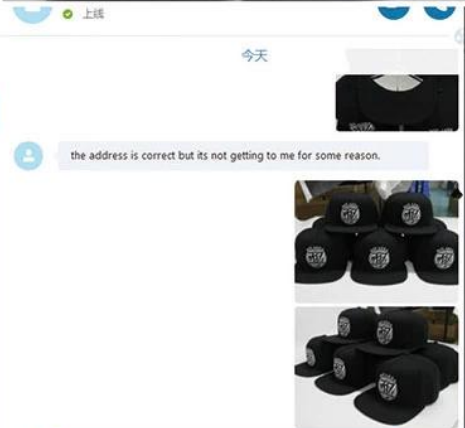 上线
今天
the address is correct but its not getting to me for some reason.